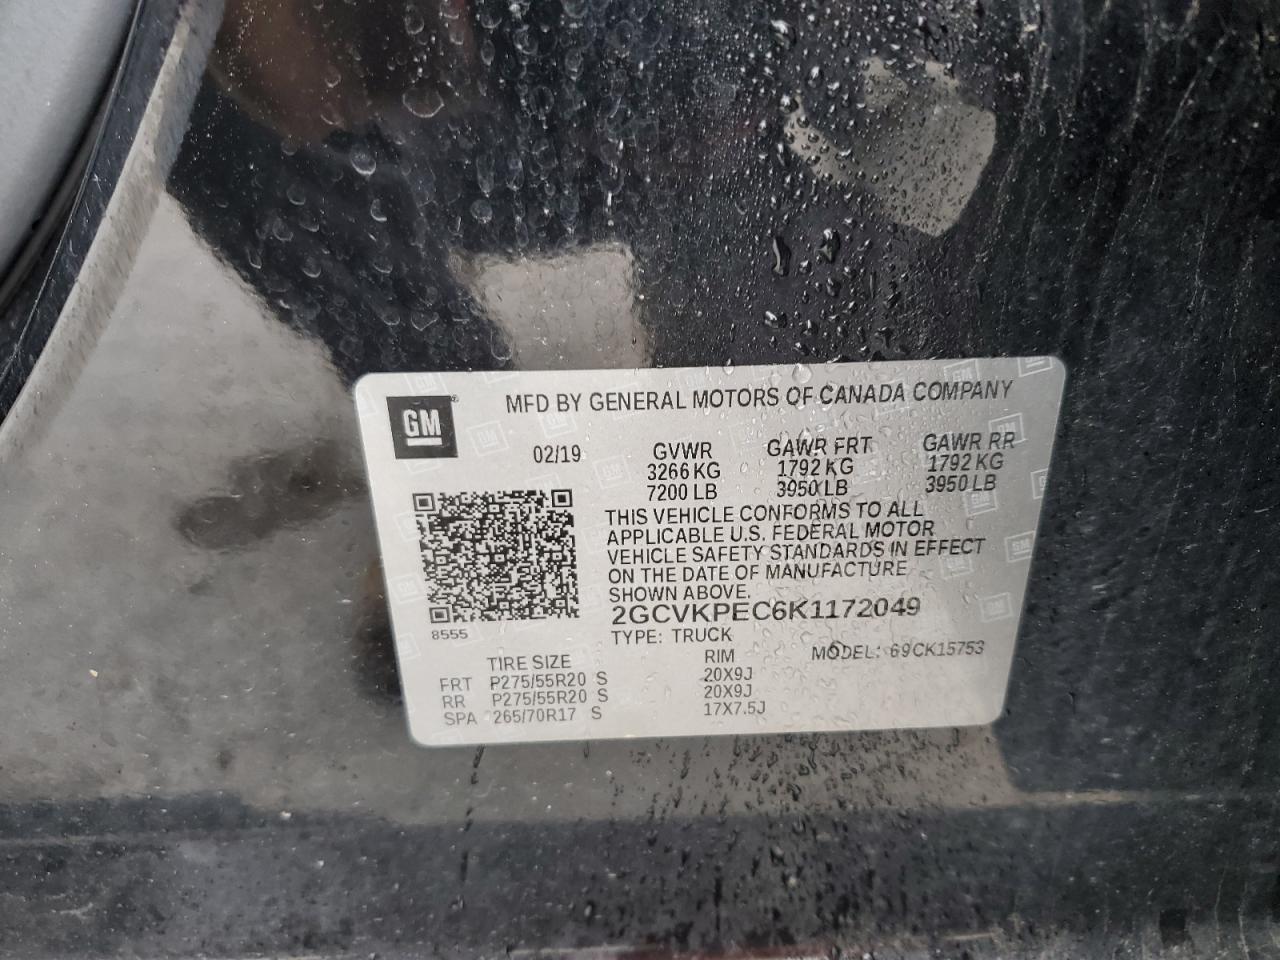 GM
MFD BY GENERAL MOTORS OF CANADA COMPANY
02/19 GVWR GAWR FRT GAWR RR
3266 KG 1792 KG 1792 KG
7200 LB 3950 LB 3950 LB
THIS VEHICLE CONFORMS TO ALL
APPLICABLE U.S. FEDERAL MOTOR
VEHICLE SAFETY STANDARDS IN EFFECT
ON THE DATE OF MANUFACTURE
SHOWN ABOVE.
2GCVKPEC6K1172049
8555
TYPE: TRUCK
MODEL: 69CK15753
TIRE SIZE RIM
FRT P275/55R20 S 20X9J
RR P275/55R20 S 20X9J
SPA 265/70R17 S 17X7.5J